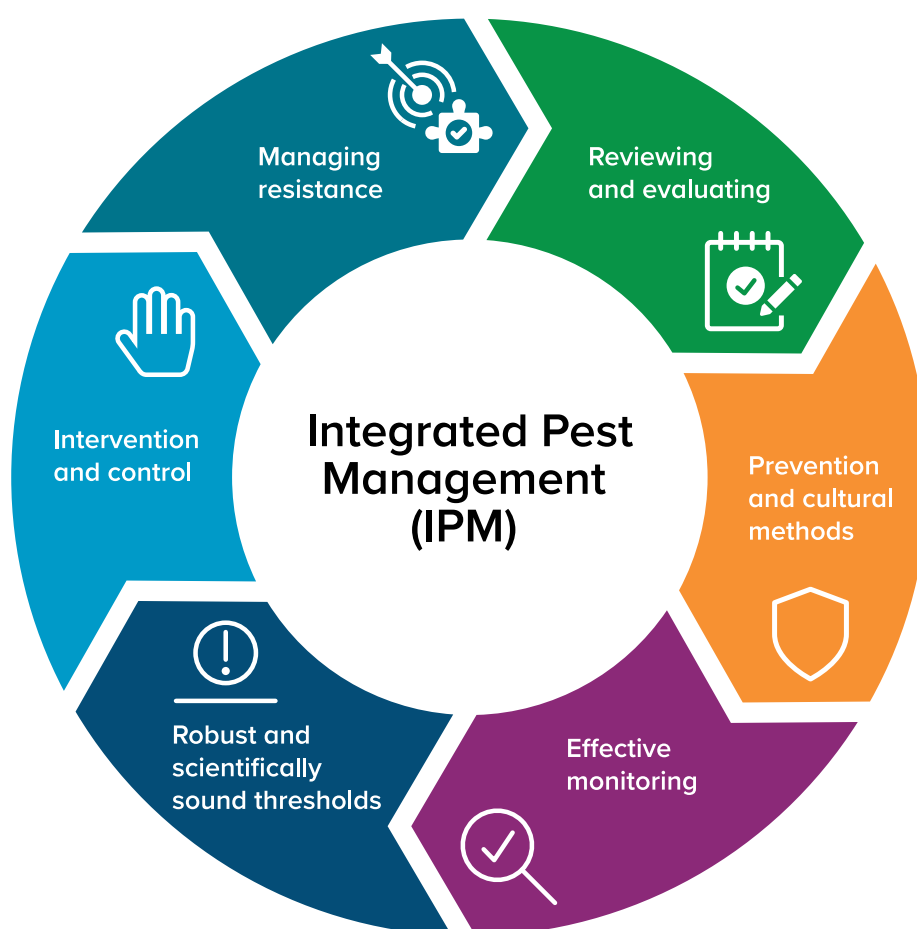 Managing
resistance
Reviewing
and evaluating
Integrated Pest
Management
(IPM)
Intervention
and control
Prevention
and cultural
methods
Robust and
scientifically
sound thresholds
Effective
monitoring